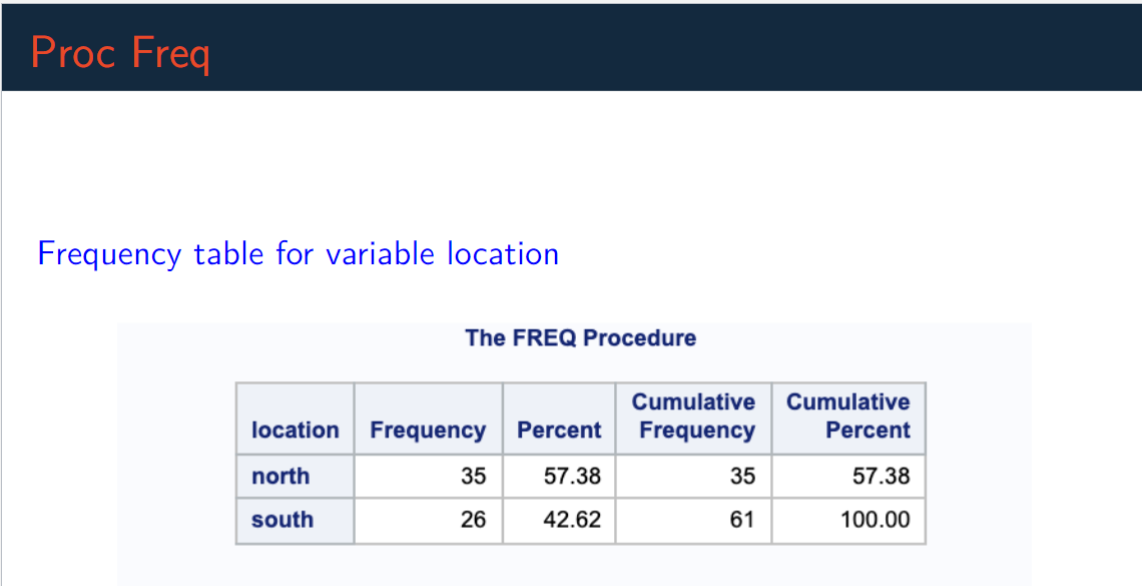 Proc Freq
Frequency table for variable location
The FREQ Procedure
location Frequency Percent Cumulative Frequency Cumulative Percent
north 35 57.38 35 57.38
south 26 42.62 61 100.00